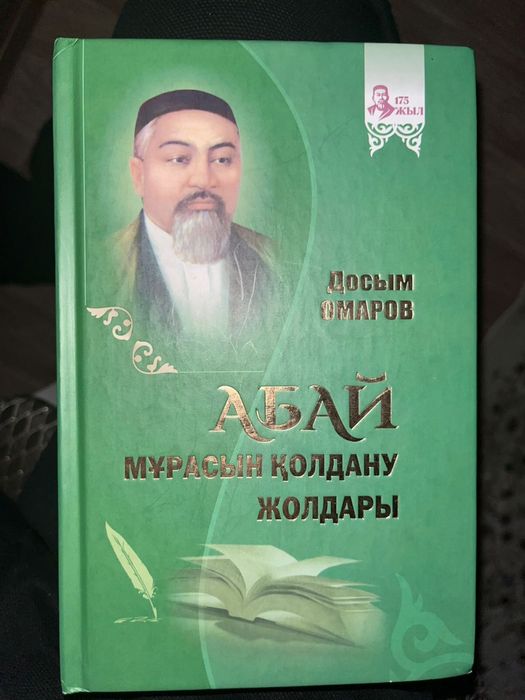 175
ЖЫЛ
Досым
ОМАРОВ
АБАЙ
МҰРАСЫН ҚОЛДАНУ
ЖОЛДАРЫ